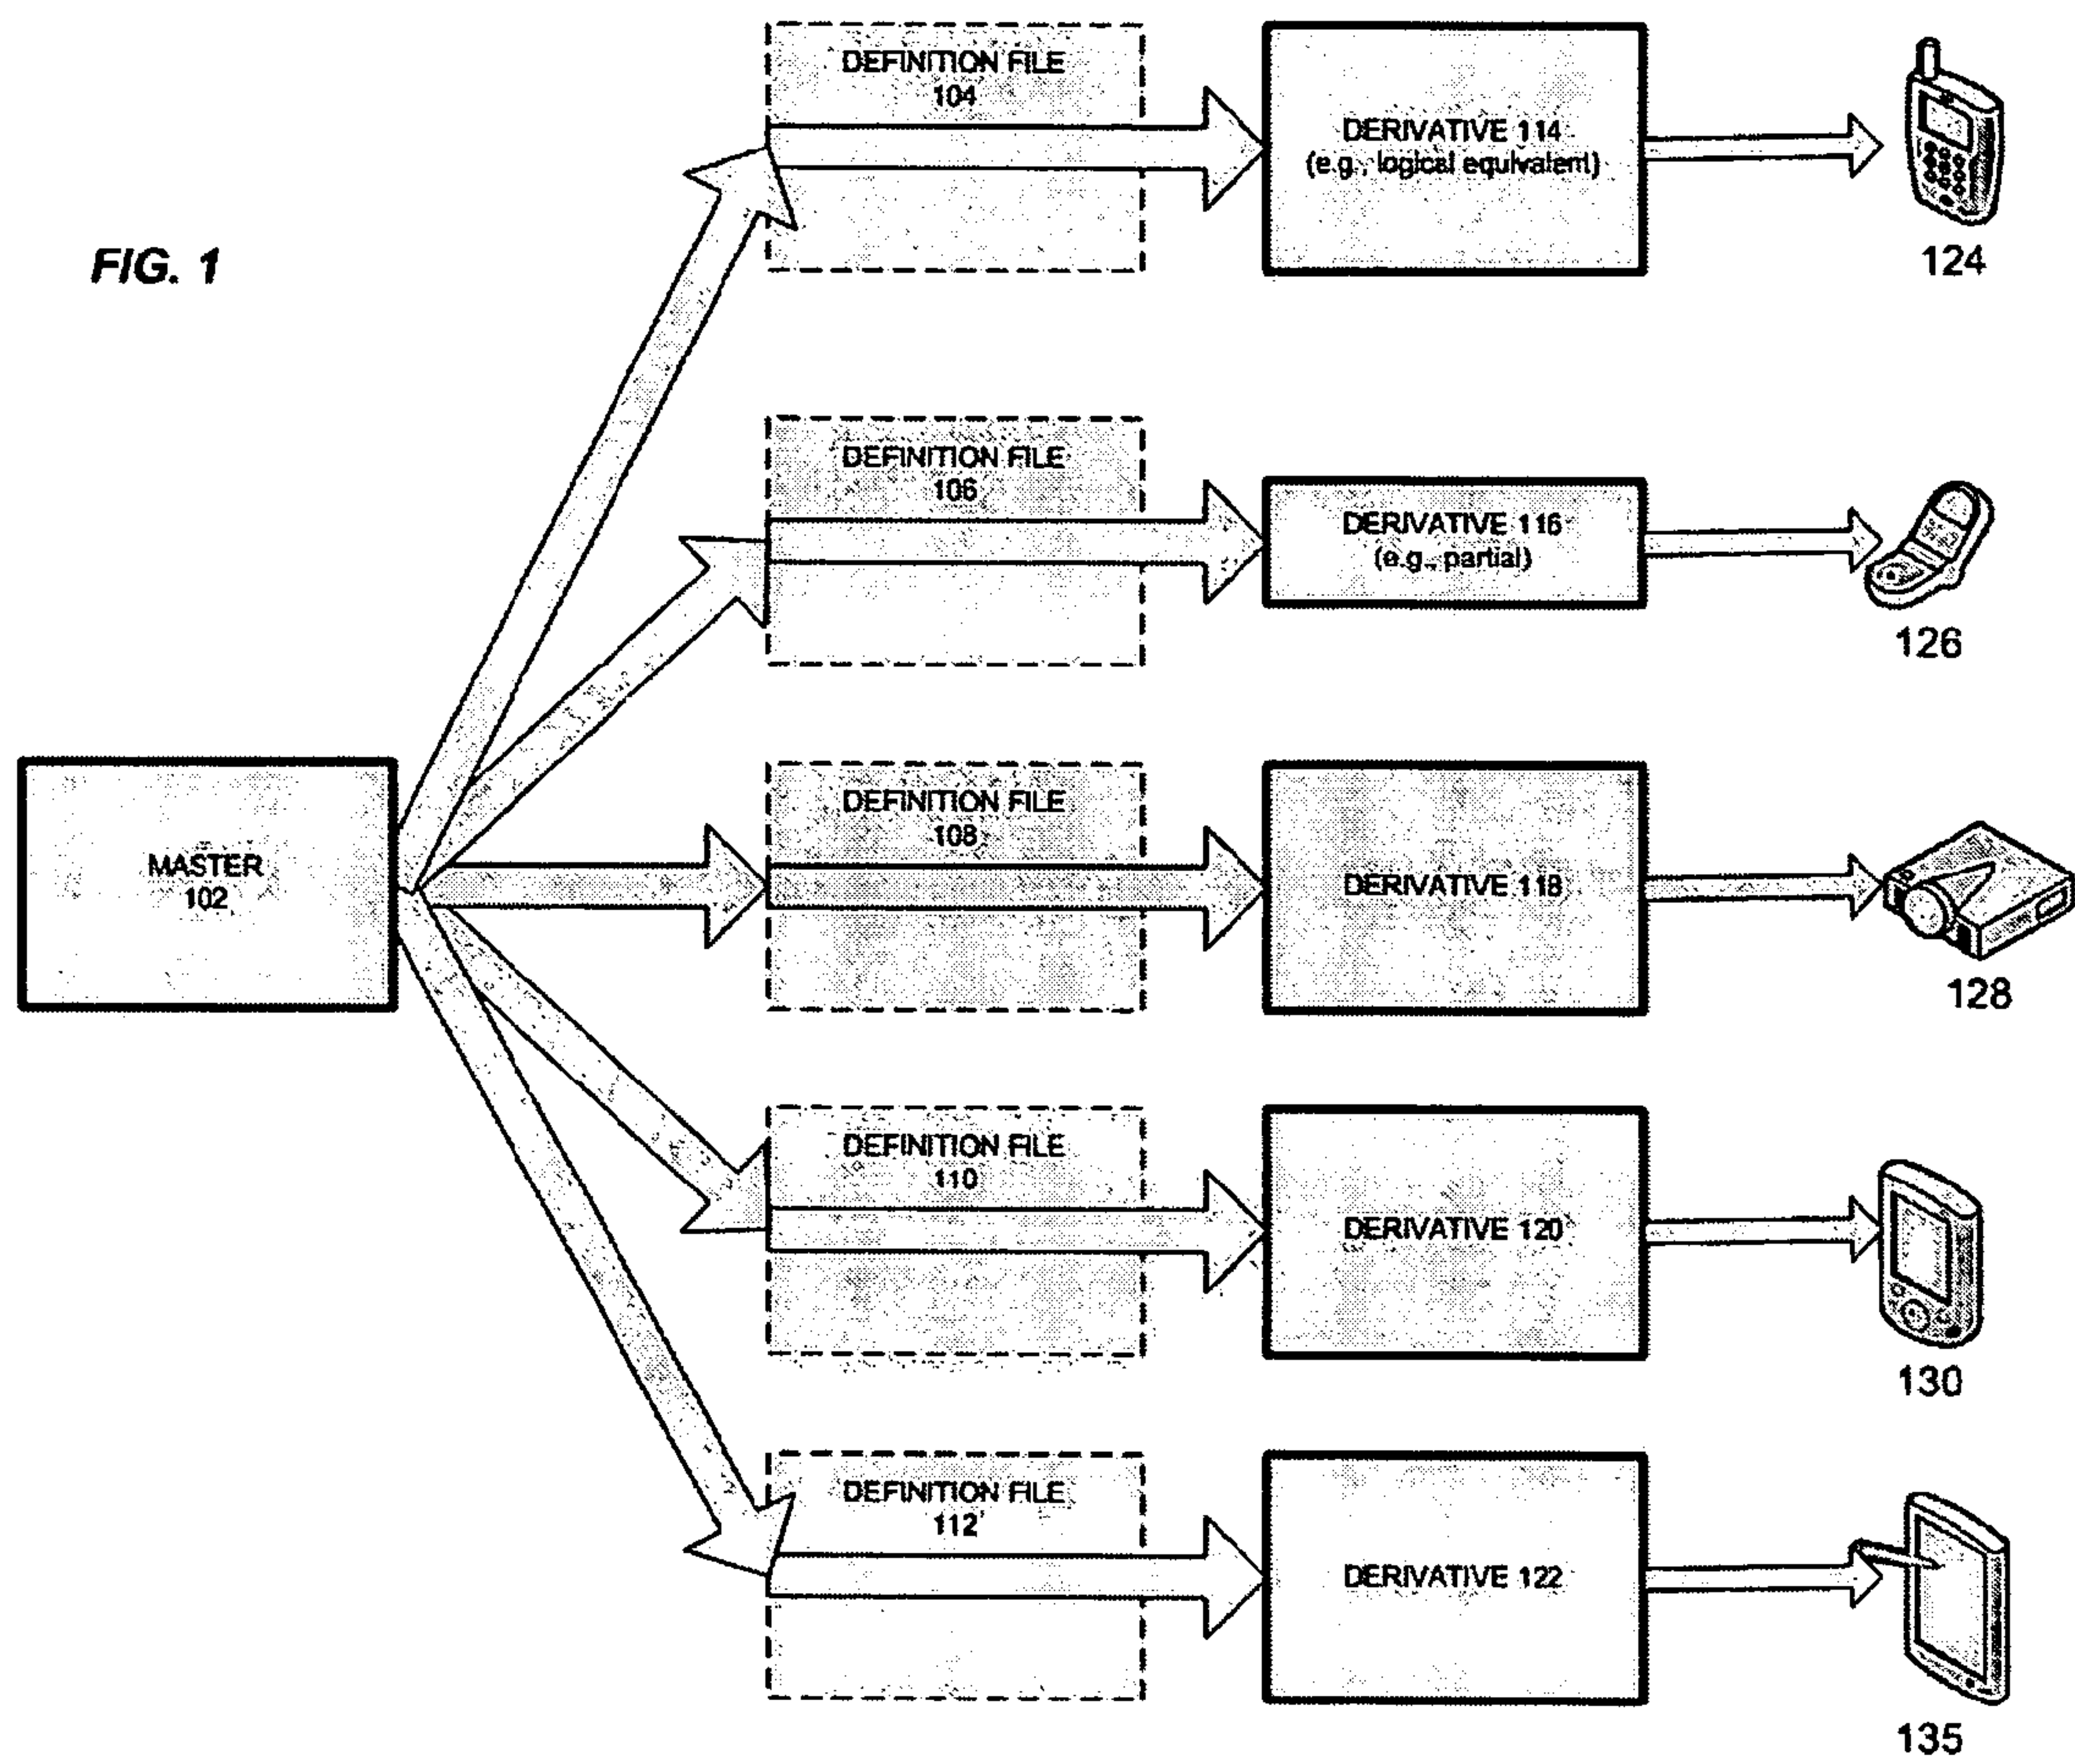 FIG. 1
DEFINITION FILE
104
DERIVATIVE 114
(e.g., logical equivalent)
124
DEFINITION FILE
106
DERIVATIVE 116
(e.g., partial)
126
MASTER
102
DEFINITION FILE
108
DERIVATIVE 118
128
DEFINITION FILE
110
DERIVATIVE 120
130
DEFINITION FILE
112
DERIVATIVE 122
135